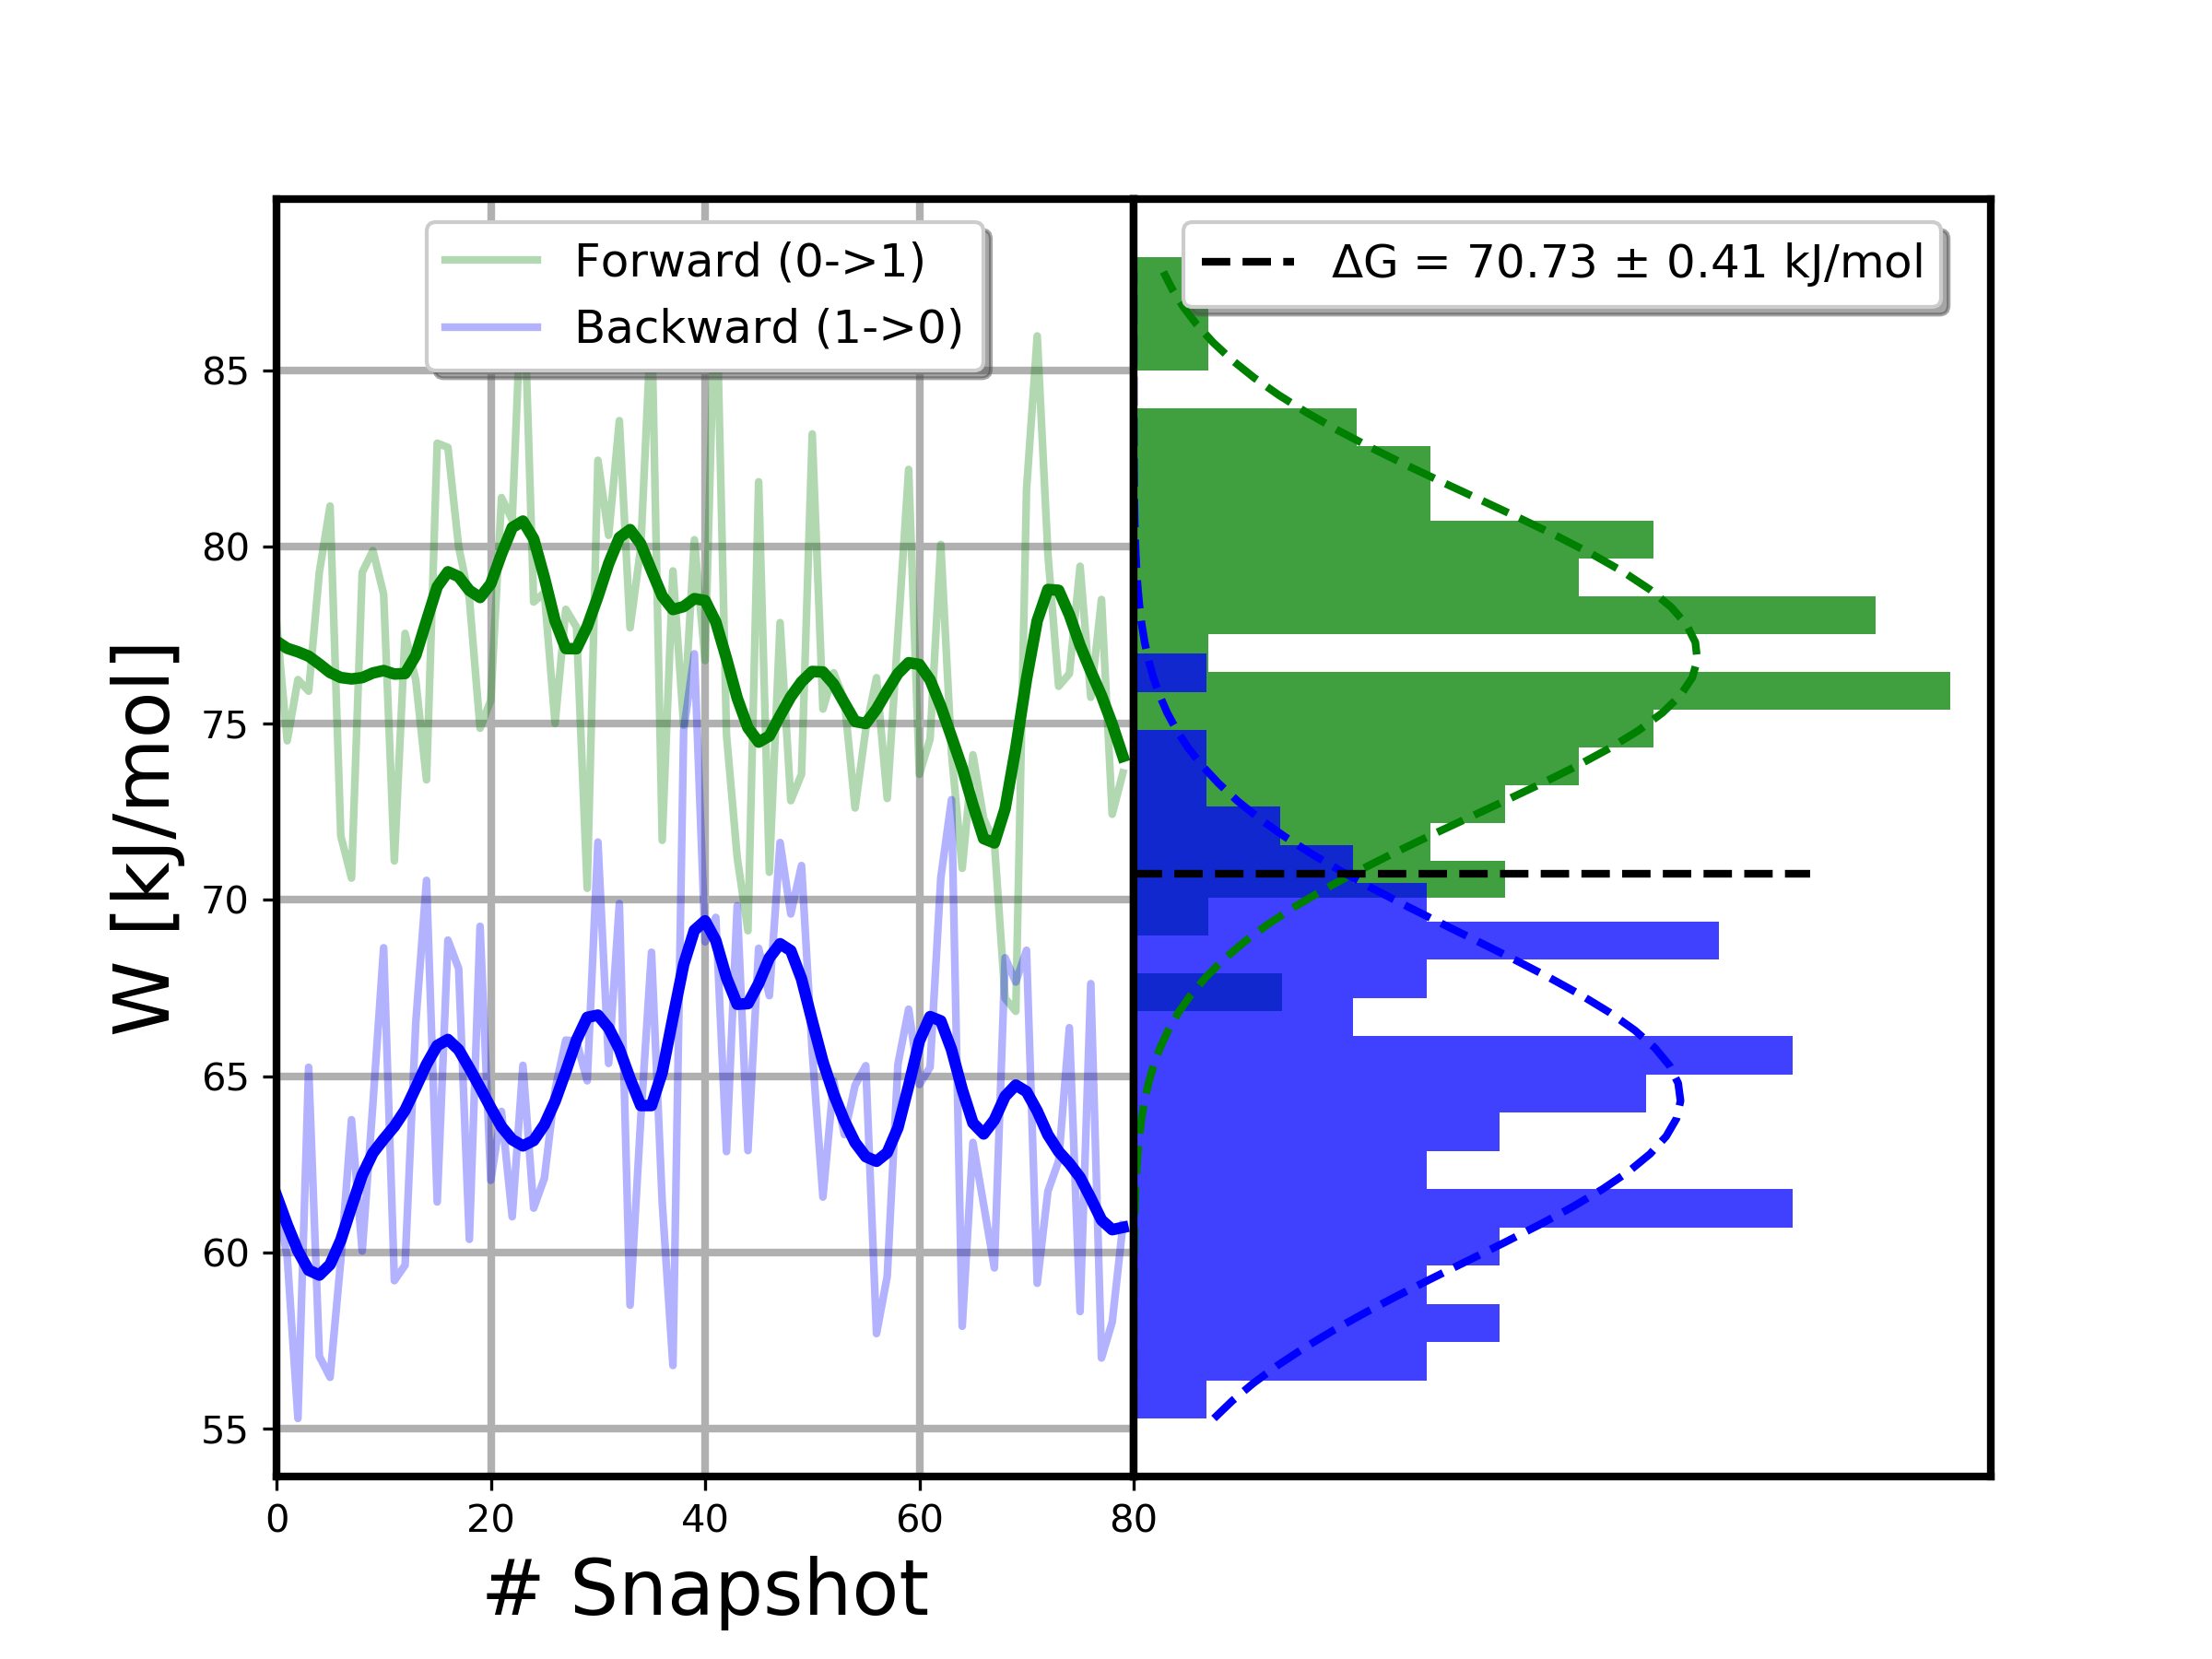 Forward (0->1)
Backward (1->0)
ΔG = 70.73 ± 0.41 kJ/mol
85
80
75
70
65
60
55
W [kJ/mol]
0 20 40 60 80
# Snapshot